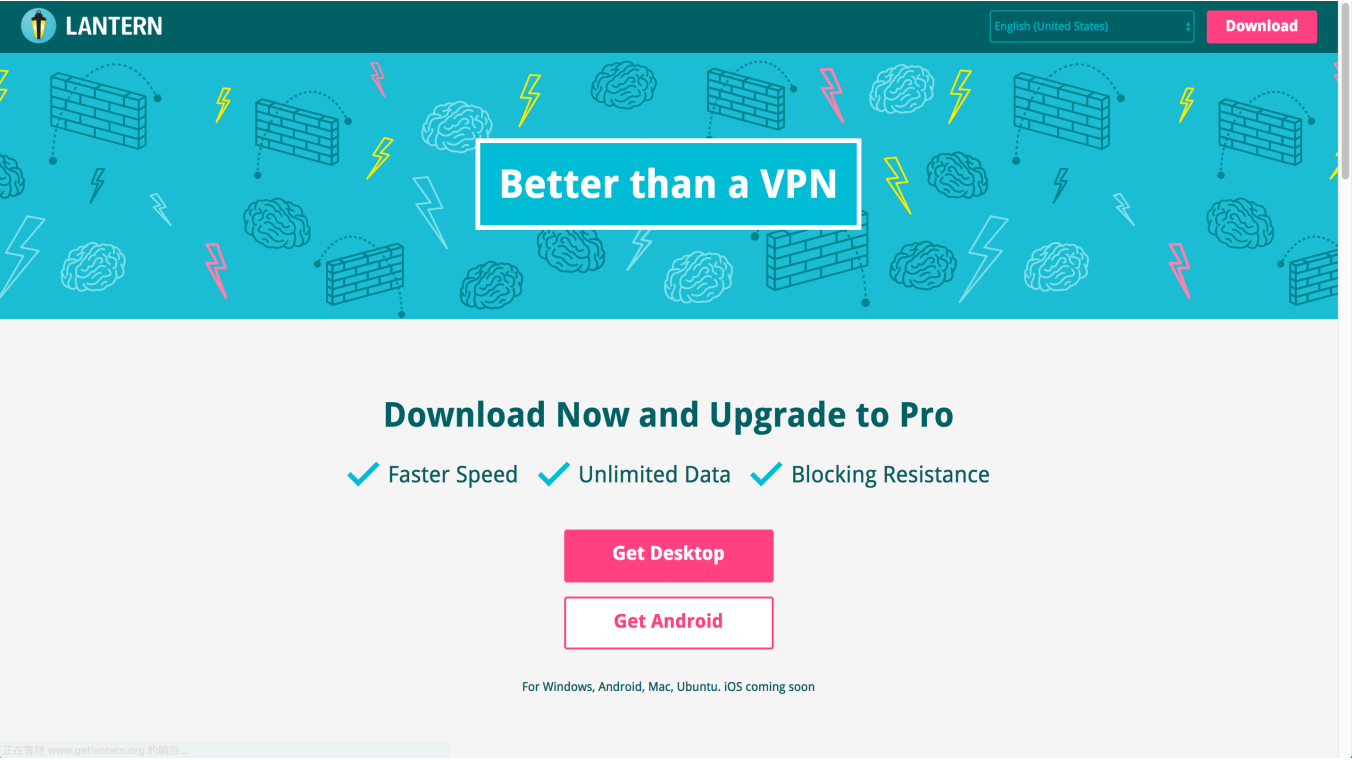 LANTERN
English (United States)
Download
Better than a VPN
Download Now and Upgrade to Pro
Faster Speed
Unlimited Data
Blocking Resistance
Get Desktop
Get Android
For Windows, Android, Mac, Ubuntu. iOS coming soon
正在等待 www.getlantern.org 的响应...